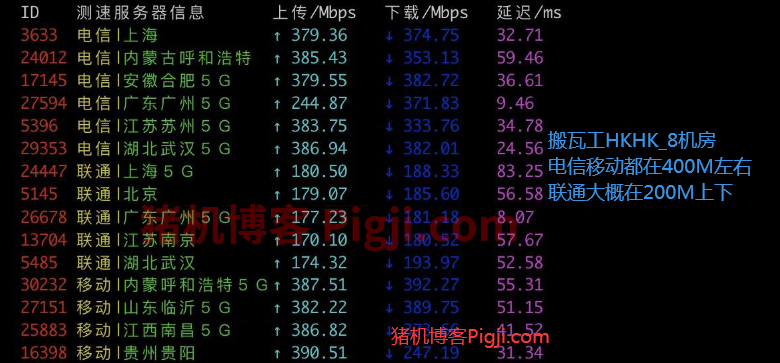 ID 测速服务器信息 上传/Mbps 下载/Mbps 延迟/ms
3633 电信|上海 ↑ 379.36 ↓ 374.75 32.71
24012 电信|内蒙古呼和浩特 ↑ 385.43 ↓ 353.13 59.46
17145 电信|安徽合肥５Ｇ ↑ 379.55 ↓ 382.72 36.61
27594 电信|广东广州５Ｇ ↑ 244.87 ↓ 371.83 9.46
5396 电信|江苏苏州５Ｇ ↑ 383.75 ↓ 333.76 34.78
29353 电信|湖北武汉５Ｇ ↑ 386.94 ↓ 382.01 24.56
24447 联通|上海５Ｇ ↑ 180.50 ↓ 188.33 83.25
5145 联通|北京 ↑ 179.07 ↓ 185.60 56.58
26678 联通|广东广州５Ｇ ↑ 177.23 ↓ 181.18 8.07
13704 联通|江苏南京 ↑ 170.10 ↓ 180.52 57.67
5485 联通|湖北武汉 ↑ 174.32 ↓ 193.97 52.58
30232 移动|内蒙呼和浩特５Ｇ ↑ 387.51 ↓ 392.27 55.31
27151 移动|山东临沂５Ｇ ↑ 382.22 ↓ 389.75 51.15
25883 移动|江西南昌５Ｇ ↑ 386.82 ↓ 41.52
16398 移动|贵州贵阳 ↑ 390.51 ↓ 247.19 31.34
搬瓦工HKHK_8机房
电信移动都在400M左右
联通大概在200M上下
猪机博客 Pigji.com
猪机博客Pigji.com